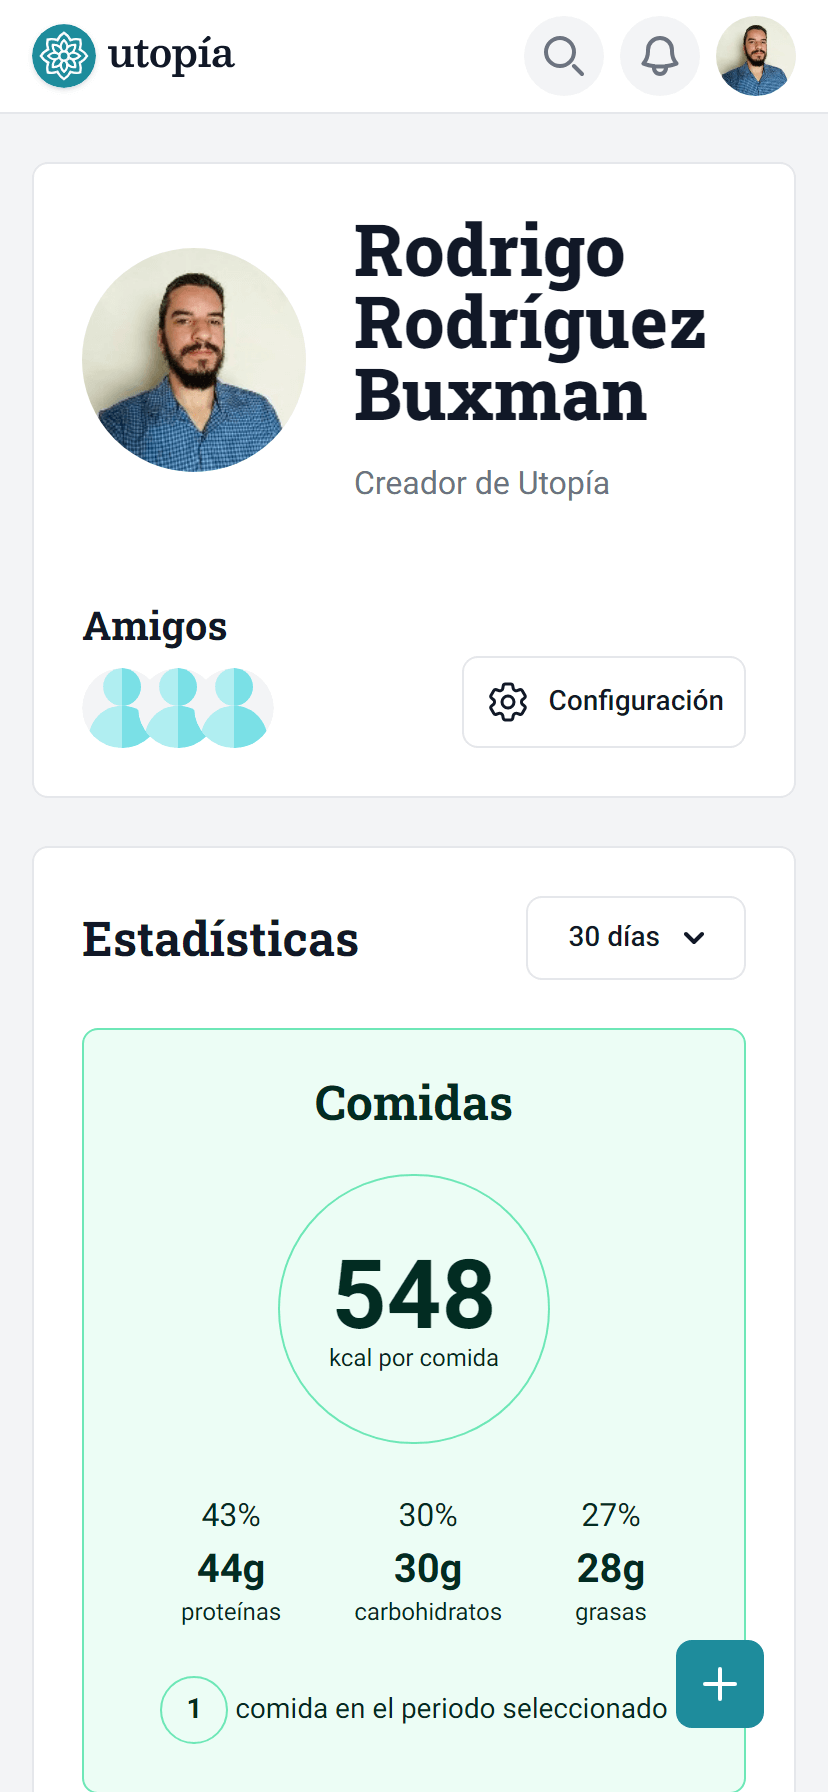 utopía
Rodrigo
Rodríguez
Buxman
Creador de Utopía
Amigos
Configuración
Estadísticas
30 días
Comidas
548
kcal por comida
43% 30% 27%
44g 30g 28g
proteínas carbohidratos grasas
1 comida en el periodo seleccionado